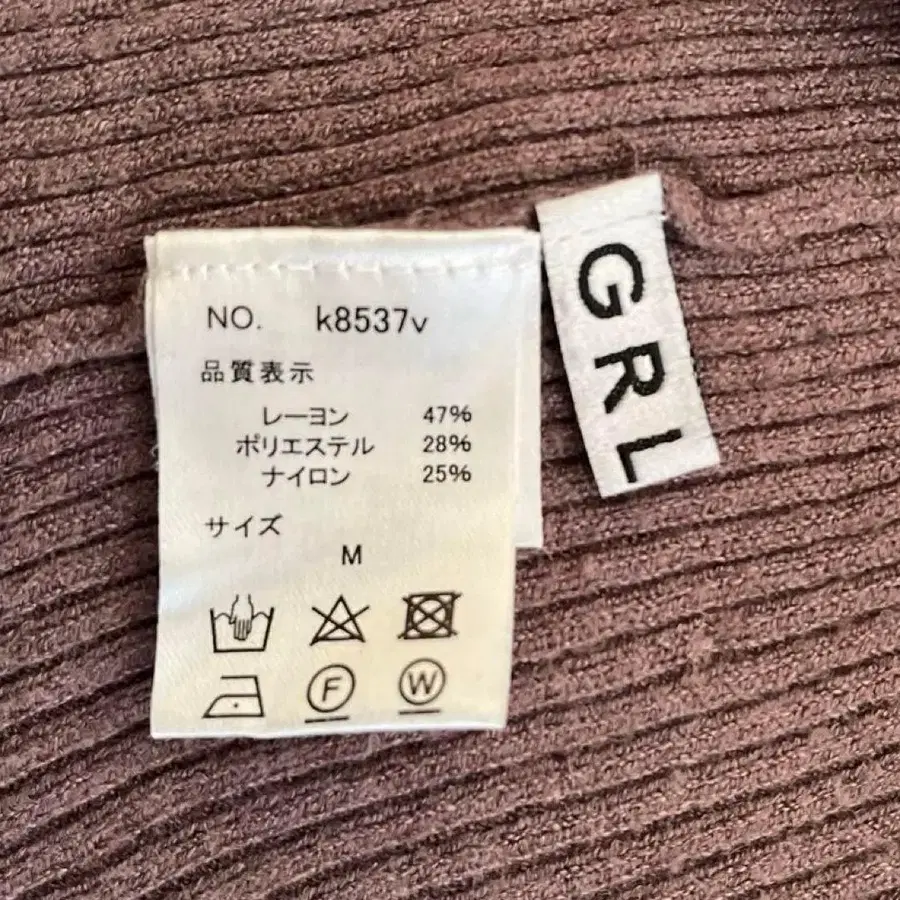 NO. k8537v
品質表示
レーヨン 47%
ポリエステル 28%
ナイロン 25%
サイズ
M
F W
GRL